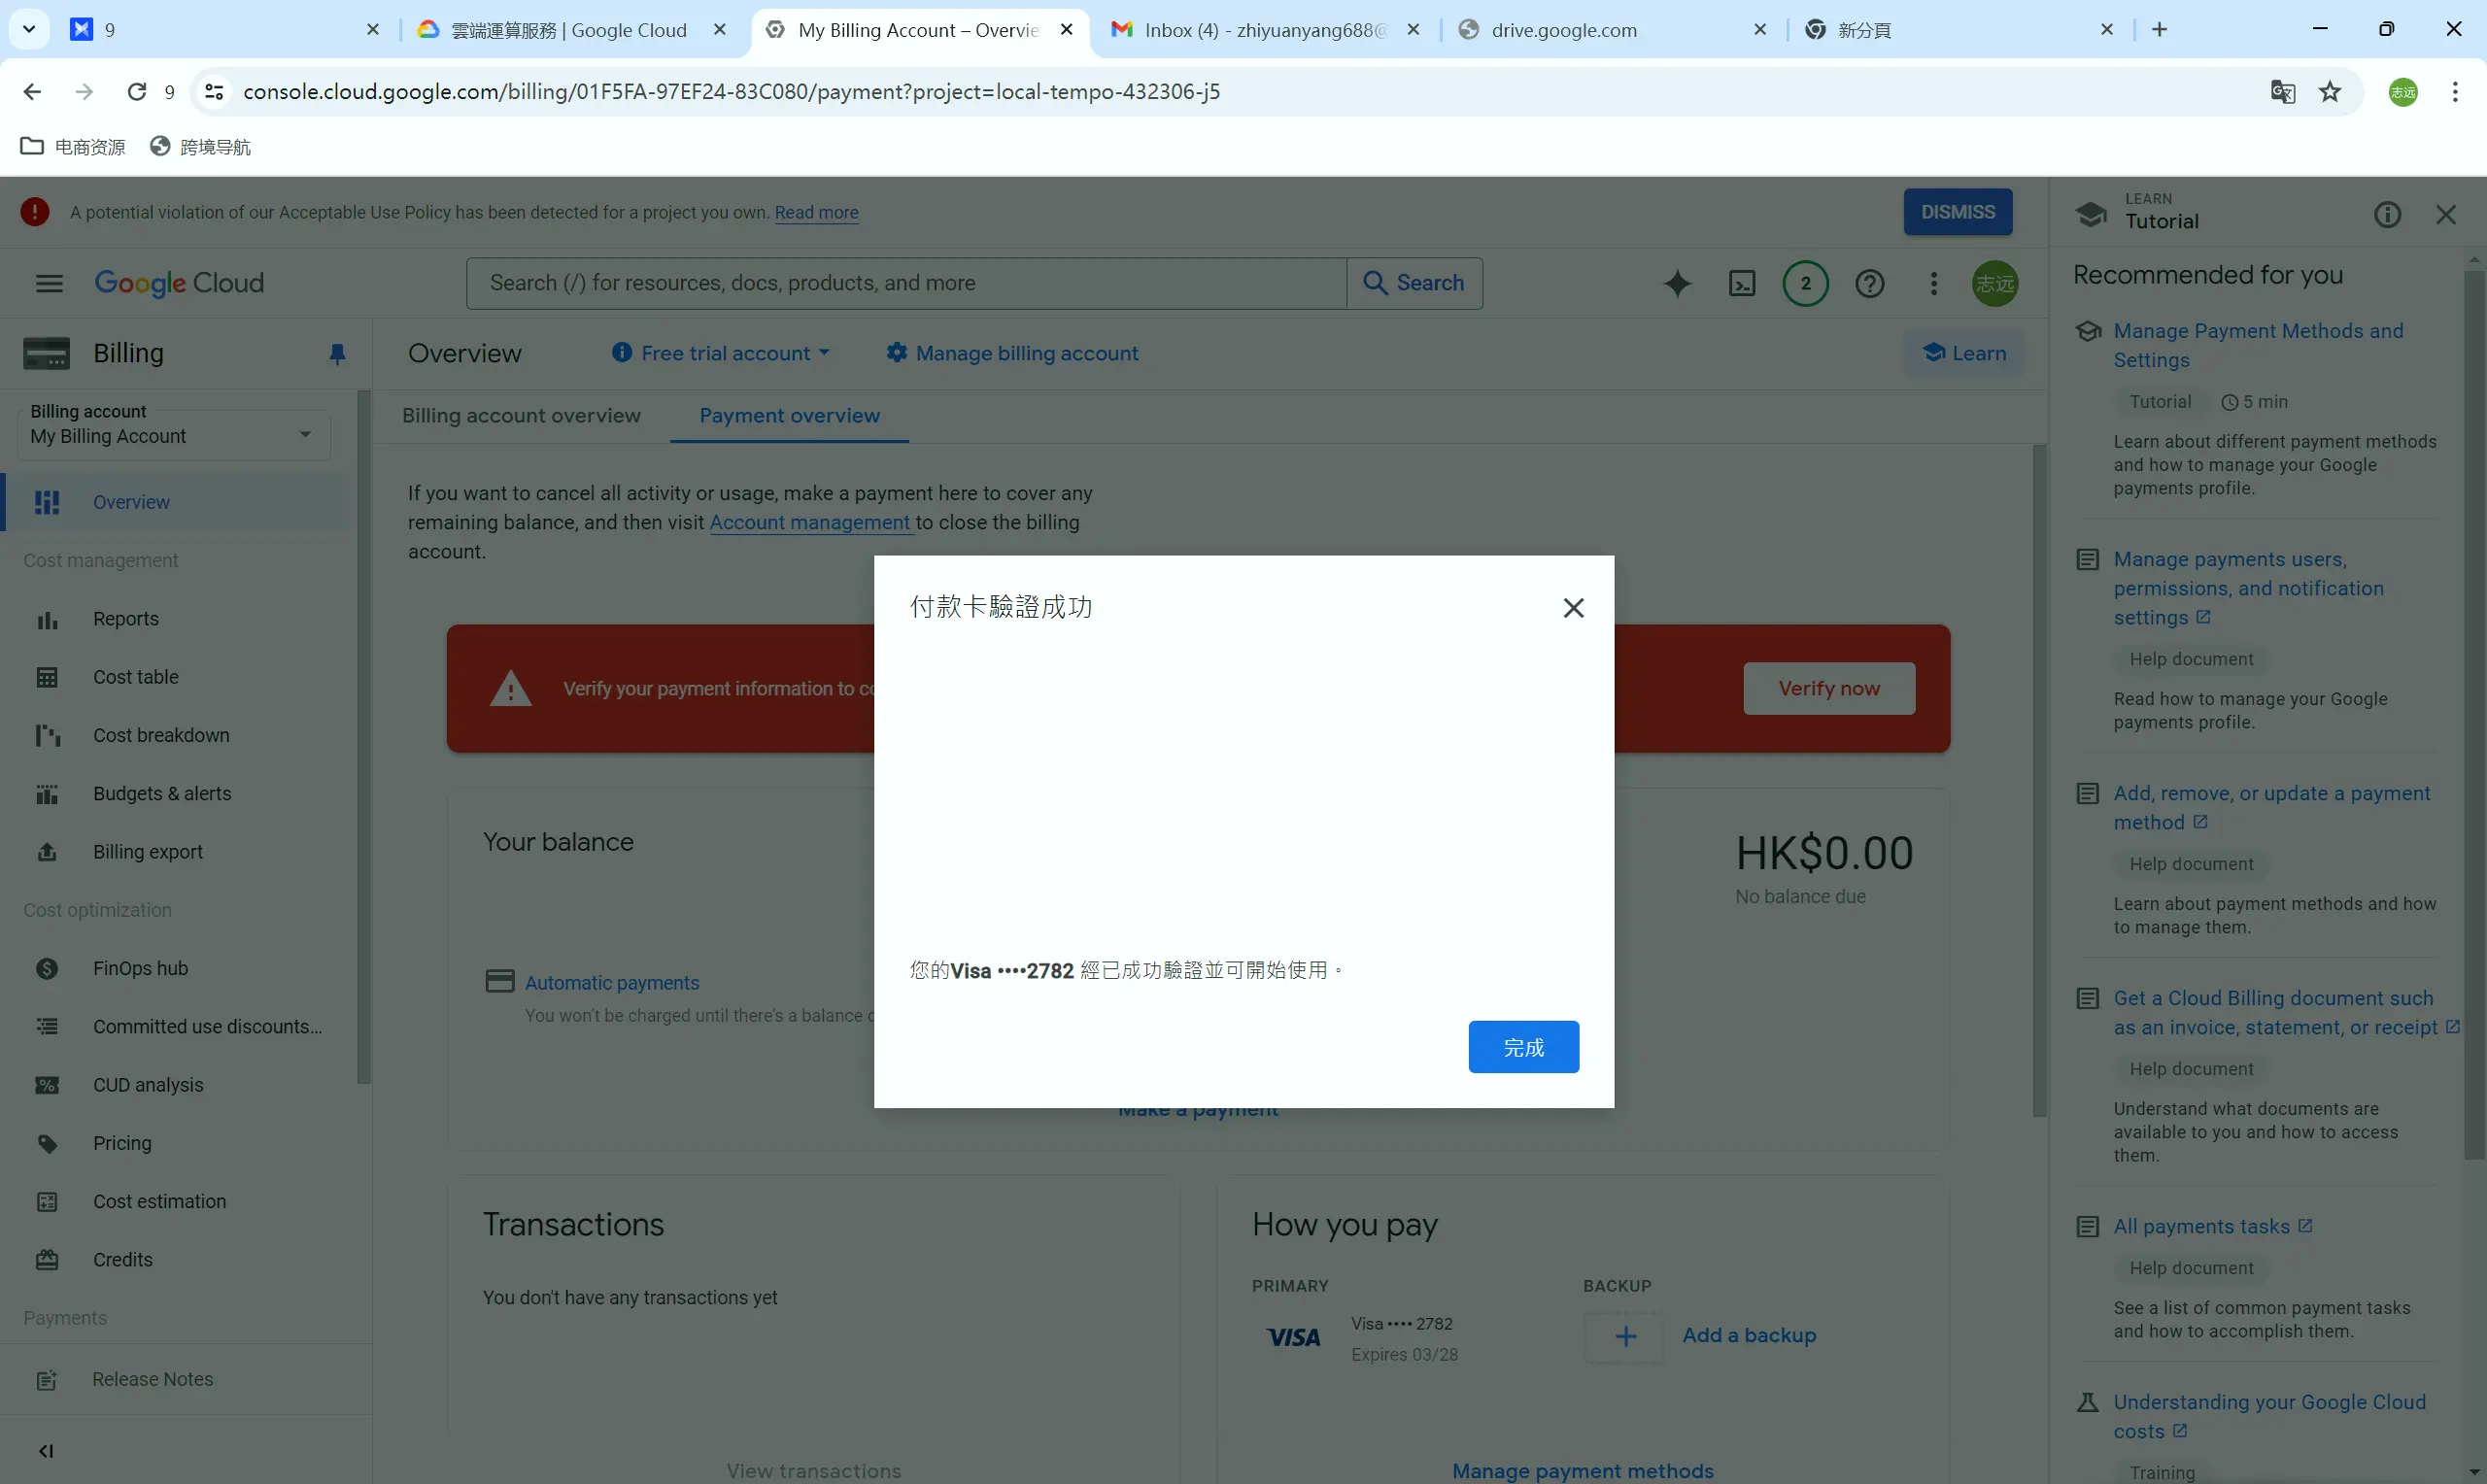 9
雲端運算服務 | Google Cloud
My Billing Account – Overvie
Inbox (4) - zhiyuanyang688@
drive.google.com
新分頁
9
console.cloud.google.com/billing/01F5FA-97EF24-83C080/payment?project=local-tempo-432306-j5
志远
电商资源
跨境导航
A potential violation of our Acceptable Use Policy has been detected for a project you own. Read more
DISMISS
Google Cloud
Search (/) for resources, docs, products, and more
Search
2
志远
Billing
Overview
Free trial account
Manage billing account
Learn
Billing account
My Billing Account
Billing account overview
Payment overview
Overview
Cost management
Reports
Cost table
Cost breakdown
Budgets & alerts
Billing export
Cost optimization
FinOps hub
Committed use discounts...
CUD analysis
Pricing
Cost estimation
Credits
Payments
Release Notes
If you want to cancel all activity or usage, make a payment here to cover any
remaining balance, and then visit Account management to close the billing
account.
Verify your payment information to co
Verify now
Your balance
HK$0.00
No balance due
Automatic payments
You won't be charged until there's a balance
Make a payment
付款卡驗證成功
您的Visa ••••2782 經已成功驗證並可開始使用。
完成
Transactions
You don't have any transactions yet
View transactions
How you pay
PRIMARY
VISA
Visa •••• 2782
Expires 03/28
BACKUP
Add a backup
Manage payment methods
LEARN
Tutorial
Recommended for you
Manage Payment Methods and
Settings
Tutorial
5 min
Learn about different payment methods
and how to manage your Google
payments profile.
Manage payments users,
permissions, and notification
settings
Help document
Read how to manage your Google
payments profile.
Add, remove, or update a payment
method
Help document
Learn about payment methods and how
to manage them.
Get a Cloud Billing document such
as an invoice, statement, or receipt
Help document
Understand what documents are
available to you and how to access
them.
All payments tasks
Help document
See a list of common payment tasks
and how to accomplish them.
Understanding your Google Cloud
costs
Training